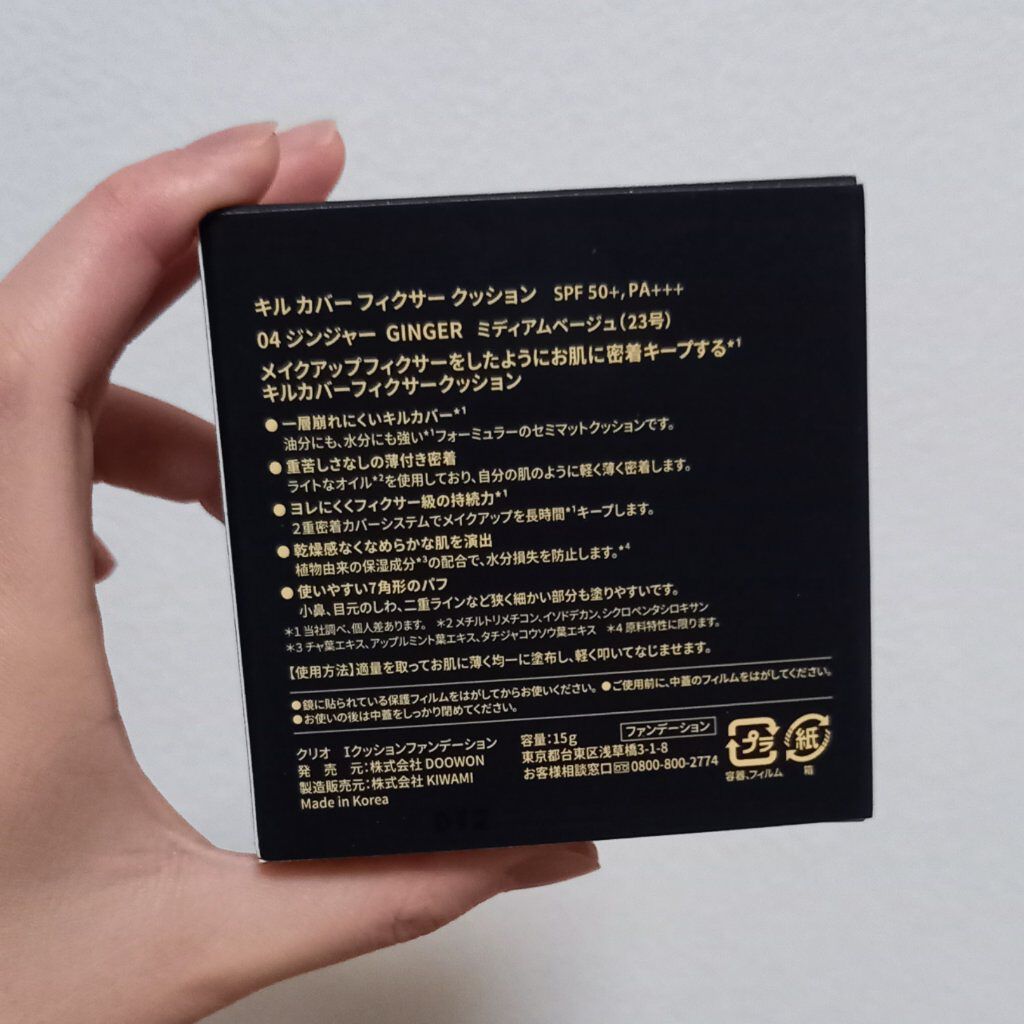 キル カバー フィクサー クッション SPF 50+, PA+++
04 ジンジャー GINGER ミディアムベージュ(23号)
メイクアップフィクサーをしたようにお肌に密着キープする*1
キルカバーフィクサークッション
●一層崩れにくいキルカバー*1
油分にも、水分にも強い*1フォーミュラーのセミマットクッションです。
●重苦しさなしの薄付き密着
ライトなオイル*2を使用しており、自分の肌のように軽く薄く密着します。
●ヨレにくくフィクサー級の持続力*1
2重密着カバーシステムでメイクアップを長時間*1キープします。
●乾燥感なくなめらかな肌を演出
植物由来の保湿成分*3の配合で、水分損失を防止します。*4
●使いやすい7角形のパフ
小鼻、目元のしわ、二重ラインなど狭く細かい部分も塗りやすいです。
*1 当社調べ、個人差あります。 *2 メチルトリメチコン、イソドデカン、シクロペンタシロキサン
*3 チャ葉エキス、アップルミント葉エキス、タチジャコウソウ葉エキス *4 原料特性に限ります。
【使用方法】適量を取ってお肌に薄く均一に塗布し、軽く叩いてなじませます。
●鏡に貼られている保護フィルムをはがしてからお使いください。 ●ご使用前に、中蓋のフィルムをはがしてください。
●お使いの後は中蓋をしっかり閉めてください。
クリオ Iクッションファンデーション
発 売 元:株式会社 DOOWON
製造販売元:株式会社 KIWAMI
Made in Korea
容量:15g ファンデーション
東京都台東区浅草橋3-1-8
お客様相談窓口 0800-800-2774
プラ
容器、フィルム
紙
箱